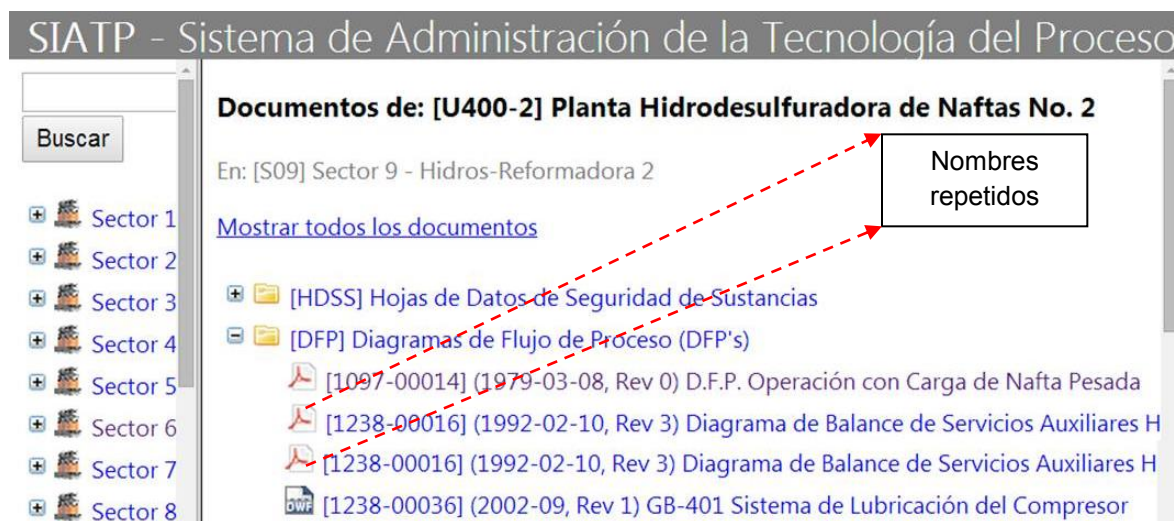 SIATP - Sistema de Administración de la Tecnología del Proceso
Buscar
Sector 1
Sector 2
Sector 3
Sector 4
Sector 5
Sector 6
Sector 7
Sector 8
Documentos de: [U400-2] Planta Hidrodesulfuradora de Naftas No. 2
En: [S09] Sector 9 - Hidros-Reformadora 2
Mostrar todos los documentos
Nombres
repetidos
[HDSS] Hojas de Datos de Seguridad de Sustancias
[DFP] Diagramas de Flujo de Proceso (DFP's)
[1097-00014] (1979-03-08, Rev 0) D.F.P. Operación con Carga de Nafta Pesada
[1238-00016] (1992-02-10, Rev 3) Diagrama de Balance de Servicios Auxiliares H
[1238-00016] (1992-02-10, Rev 3) Diagrama de Balance de Servicios Auxiliares H
DWF [1238-00036] (2002-09, Rev 1) GB-401 Sistema de Lubricación del Compresor